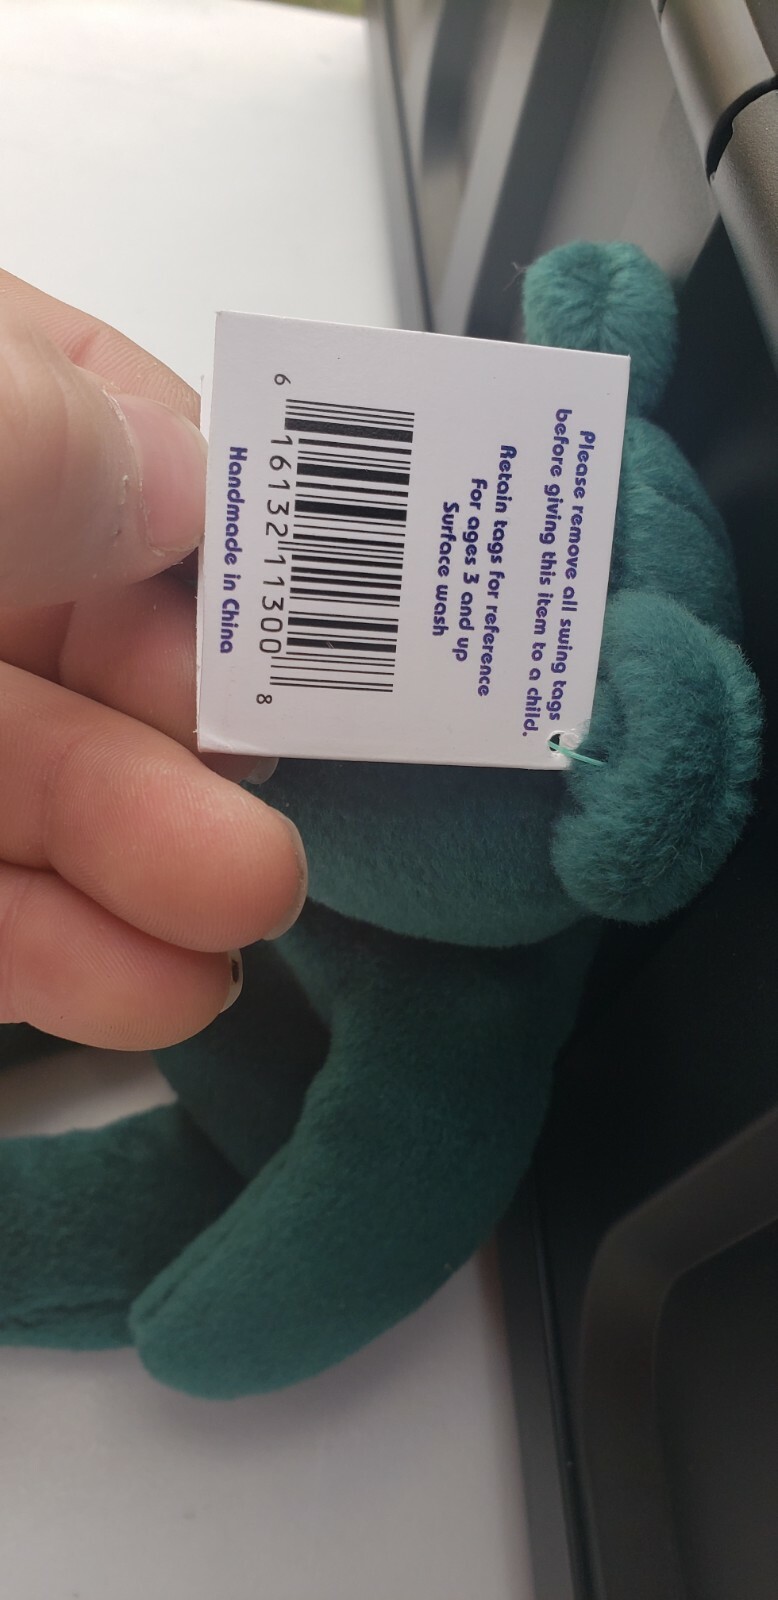 Please remove all swing tags
before giving this item to a child.
Retain tags for reference
For ages 3 and up
Surface wash
6 16132 11300 8
Handmade in China